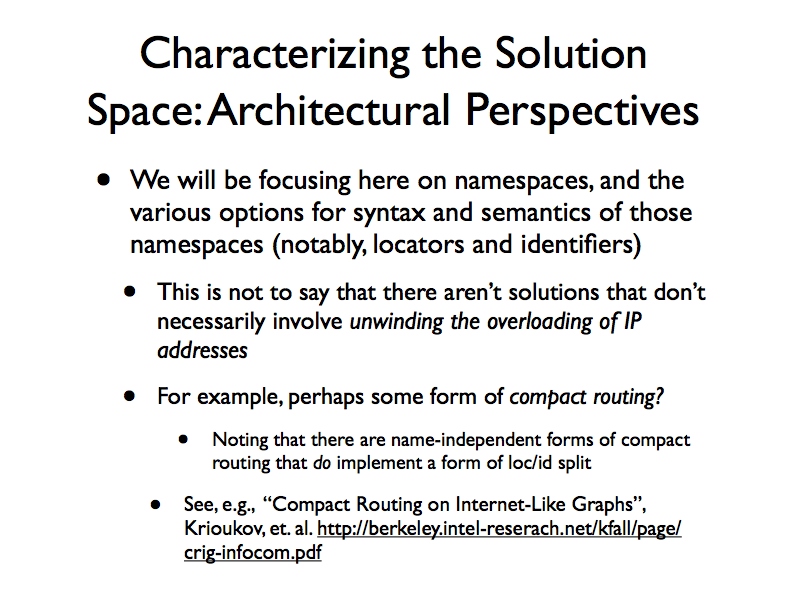 Characterizing the Solution
Space: Architectural Perspectives
• We will be focusing here on namespaces, and the
various options for syntax and semantics of those
namespaces (notably, locators and identifiers)
• This is not to say that there aren’t solutions that don’t
necessarily involve unwinding the overloading of IP
addresses
• For example, perhaps some form of compact routing?
• Noting that there are name-independent forms of compact
routing that do implement a form of loc/id split
• See, e.g., “Compact Routing on Internet-Like Graphs”,
Krioukov, et. al. http://berkeley.intel-reserach.net/kfall/page/
crig-infocom.pdf